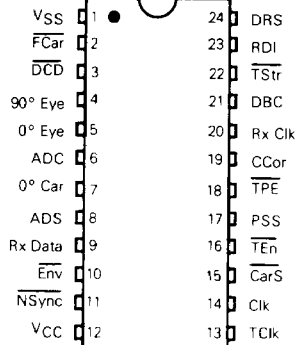 VSS 1 24 DRS
FCar 2 23 RDI
DCD 3 22 TStr
90° Eye 4 21 DBC
0° Eye 5 20 Rx Clk
ADC 6 19 CCor
0° Car 7 18 TPE
ADS 8 17 PSS
Rx Data 9 16 TEn
Env 10 15 CarS
NSync 11 14 Clk
VCC 12 13 TClk